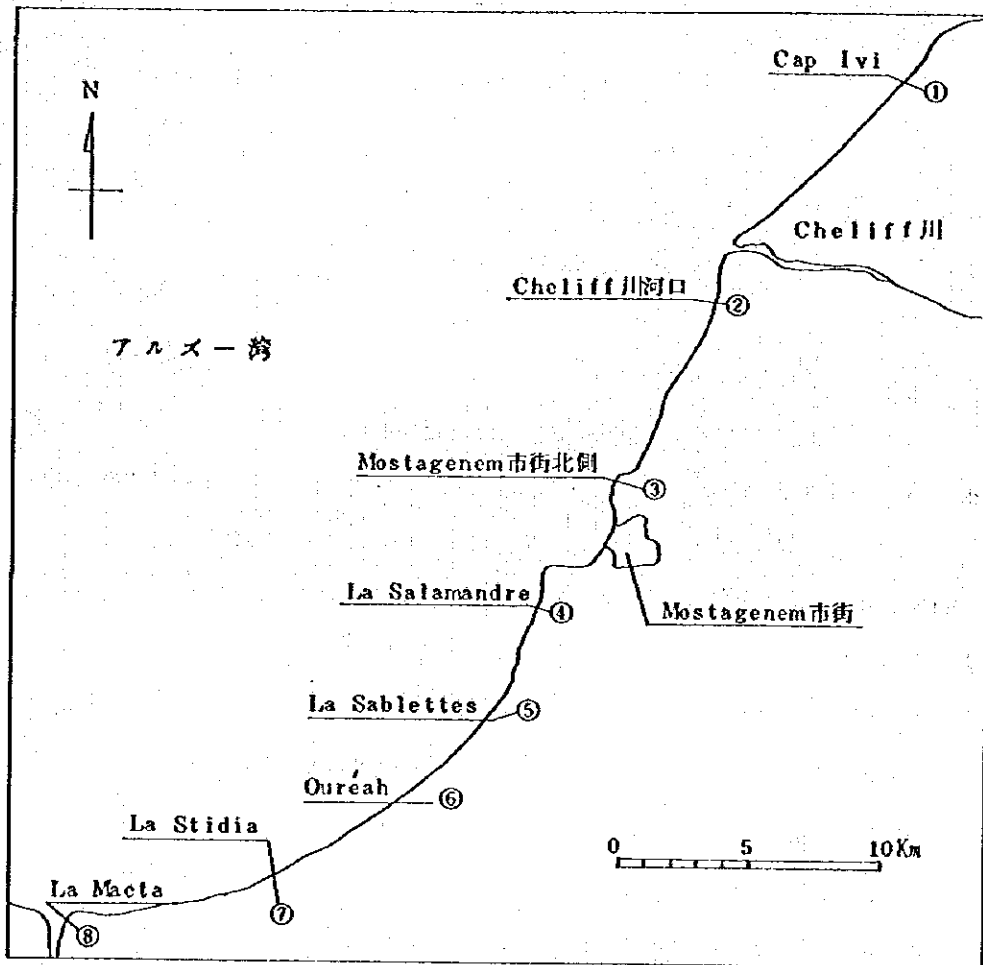 Cap Ivi
①
N
Cheliff川
Cheliff川河口
②
アルズー湾
Mostagenem市街北側
③
La Salamandre
④
Mostagenem市街
La Sablettes
⑤
Ouréah
⑥
La Stidia
0 5 10Km
La Macta
⑦
⑧